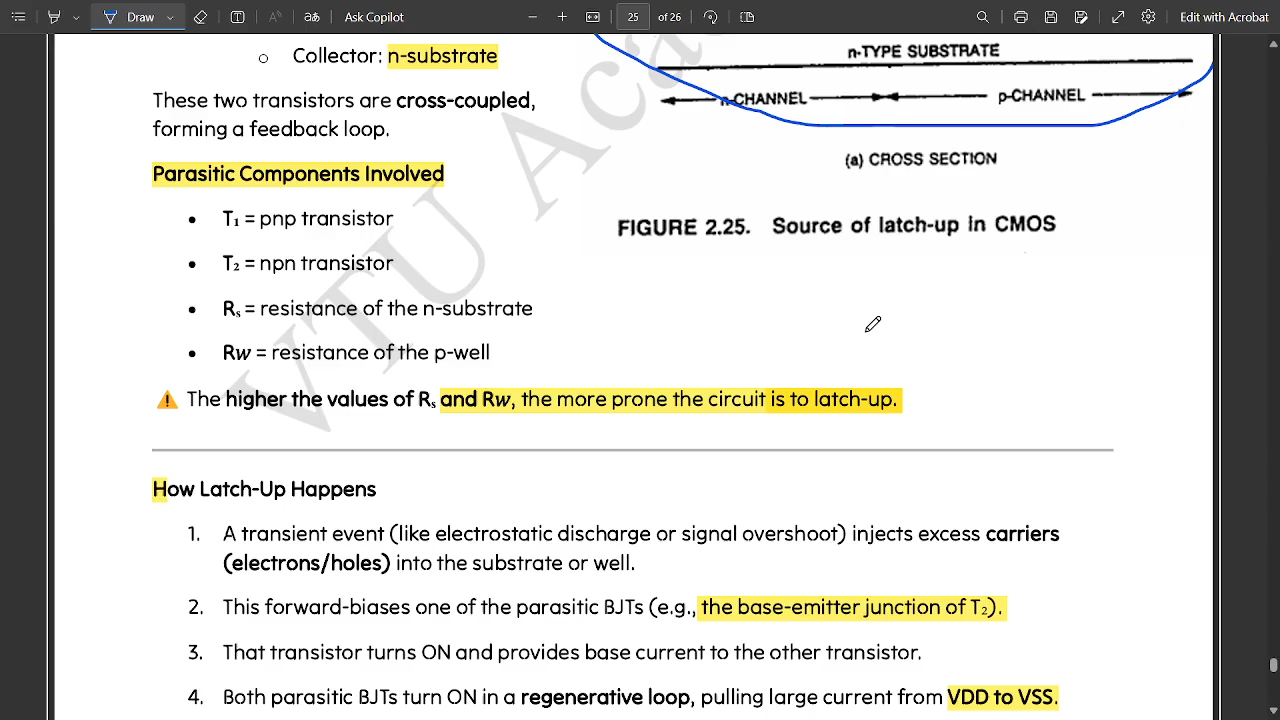 Draw
Ask Copilot
25 of 26
Edit with Acrobat
o Collector: n-substrate
These two transistors are cross-coupled,
forming a feedback loop.
Parasitic Components Involved
• T₁ = pnp transistor
• T₂ = npn transistor
• Rₛ = resistance of the n-substrate
• Rw = resistance of the p-well
⚠ The higher the values of Rₛ and Rw, the more prone the circuit is to latch-up.
n-TYPE SUBSTRATE
n-CHANNEL p-CHANNEL
(a) CROSS SECTION
FIGURE 2.25. Source of latch-up in CMOS
How Latch-Up Happens
1. A transient event (like electrostatic discharge or signal overshoot) injects excess carriers
(electrons/holes) into the substrate or well.
2. This forward-biases one of the parasitic BJTs (e.g., the base-emitter junction of T₂).
3. That transistor turns ON and provides base current to the other transistor.
4. Both parasitic BJTs turn ON in a regenerative loop, pulling large current from VDD to VSS.
VTU Aca